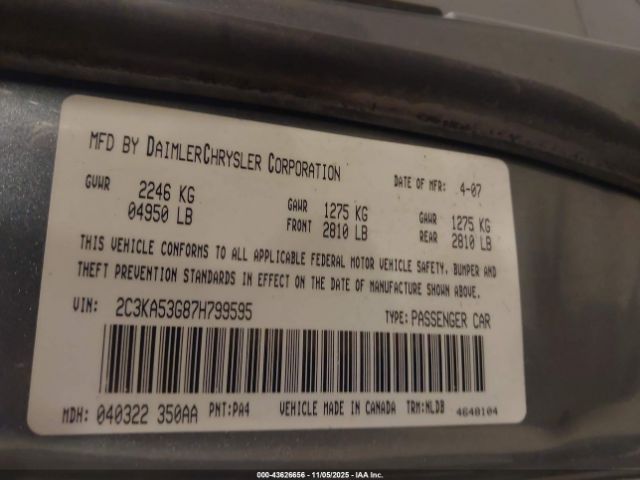 MFD BY DAIMLERCHRYSLER CORPORATION
DATE OF MFR: 4-07
GVWR 2246 KG 04950 LB
GAWR FRONT 1275 KG 2810 LB
GAWR REAR 1275 KG 2810 LB
THIS VEHICLE CONFORMS TO ALL APPLICABLE FEDERAL MOTOR VEHICLE SAFETY, BUMPER AND
THEFT PREVENTION STANDARDS IN EFFECT ON THE DATE OF MANUFACTURE SHOWN ABOVE.
VIN: 2C3KA53G87H799595 TYPE: PASSENGER CAR
MDH: 040322 350AA PNT:PA4 VEHICLE MADE IN CANADA TRM:NLDB 4648104
000-43626656 - 11/05/2025 - IAA Inc.